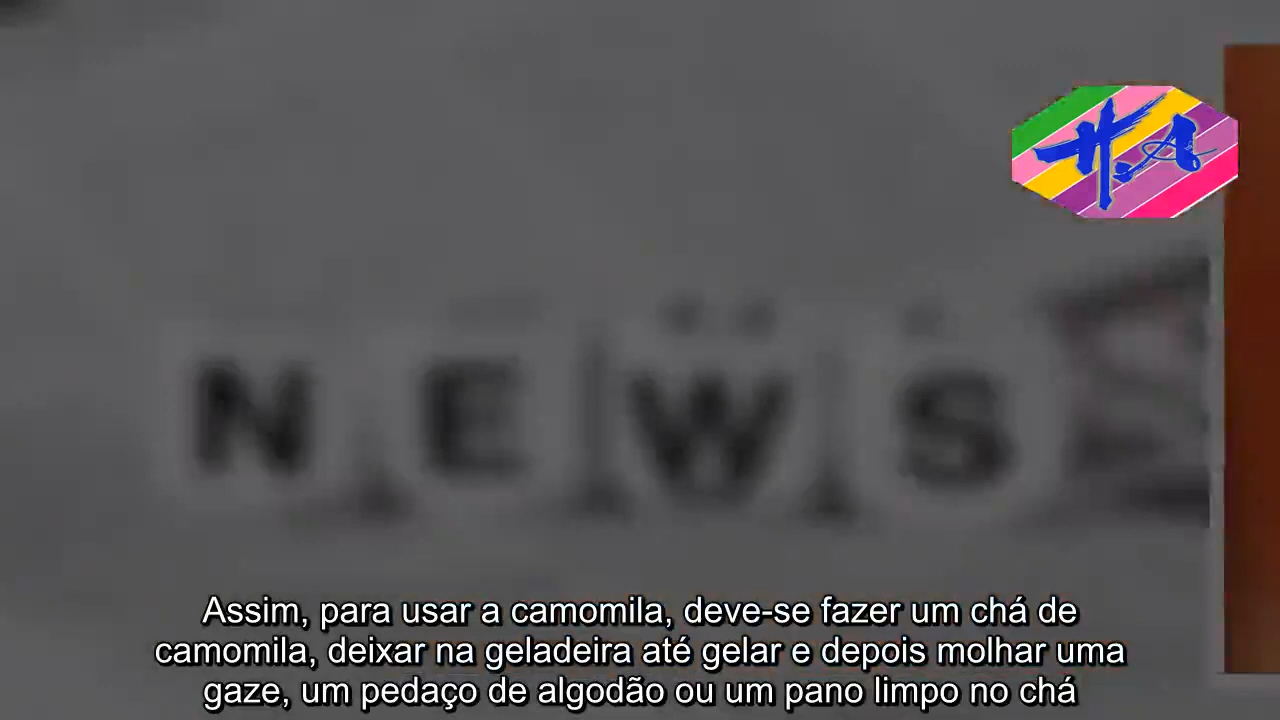 H.A
NEWS
Assim, para usar a camomila, deve-se fazer um chá de
camomila, deixar na geladeira até gelar e depois molhar uma
gaze, um pedaço de algodão ou um pano limpo no chá